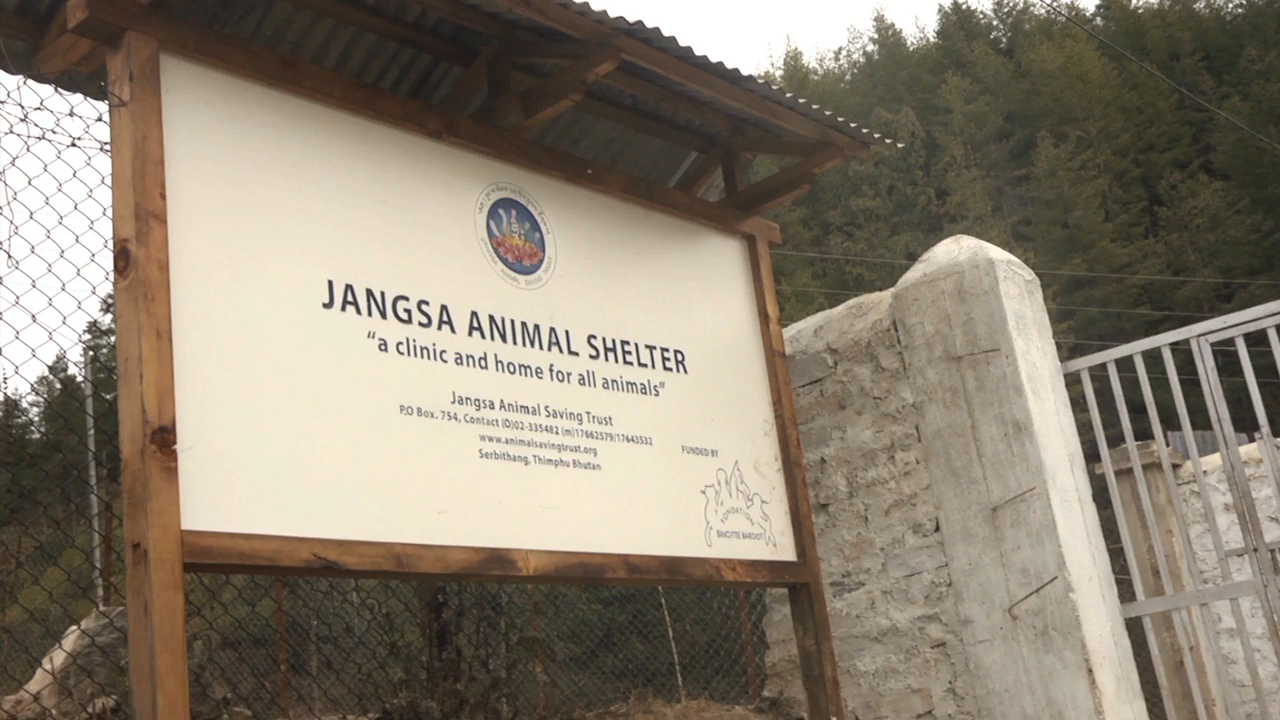 JANGSA ANIMAL SHELTER
“a clinic and home for all animals”
Jangsa Animal Saving Trust
P.O Box. 754, Contact (O)02-335482 (m)17662579/17643532
www.animalsavingtrust.org
Serbithang, Thimphu Bhutan
FUNDED BY
FONDATION
BRIGITTE BARDOT